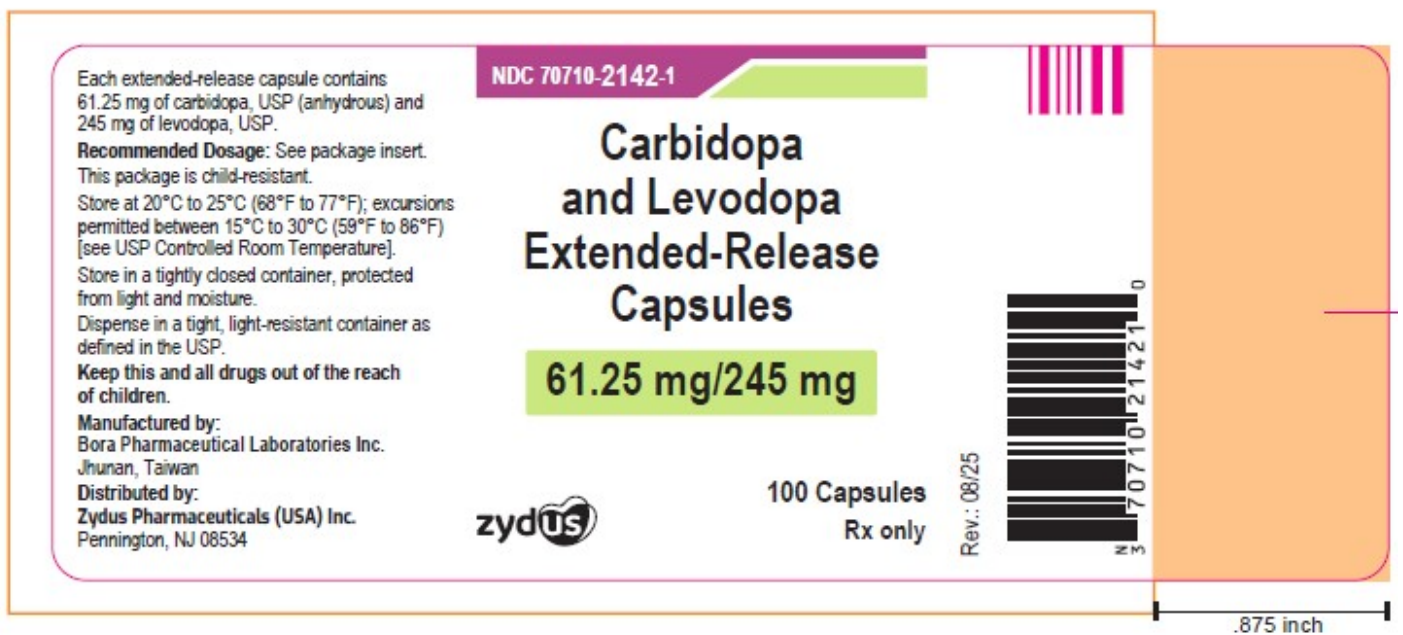 Each extended-release capsule contains
61.25 mg of carbidopa, USP (anhydrous) and
245 mg of levodopa, USP.
Recommended Dosage: See package insert.
This package is child-resistant.
Store at 20°C to 25°C (68°F to 77°F); excursions
permitted between 15°C to 30°C (59°F to 86°F)
[see USP Controlled Room Temperature].
Store in a tightly closed container, protected
from light and moisture.
Dispense in a tight, light-resistant container as
defined in the USP.
Keep this and all drugs out of the reach
of children.
Manufactured by:
Bora Pharmaceutical Laboratories Inc.
Jhunan, Taiwan
Distributed by:
Zydus Pharmaceuticals (USA) Inc.
Pennington, NJ 08534
NDC 70710-2142-1
Carbidopa
and Levodopa
Extended-Release
Capsules
61.25 mg/245 mg
zydus
100 Capsules
Rx only
Rev.: 08/25
N
3 70710 21421 0
.875 inch